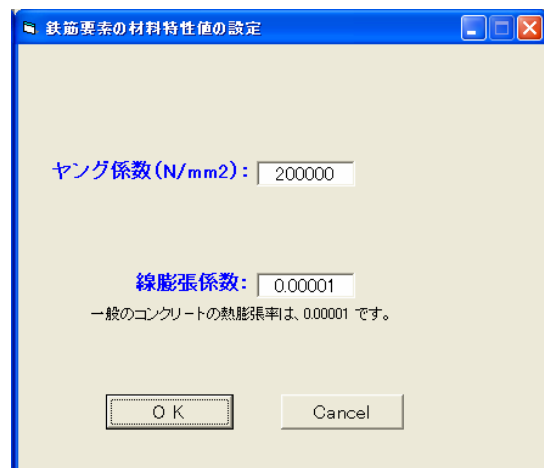 鉄筋要素の材料特性値の設定
ヤング係数(N/mm2): 200000
線膨張係数: 0.00001
一般のコンクリートの熱膨張率は、0.00001 です。
OK Cancel